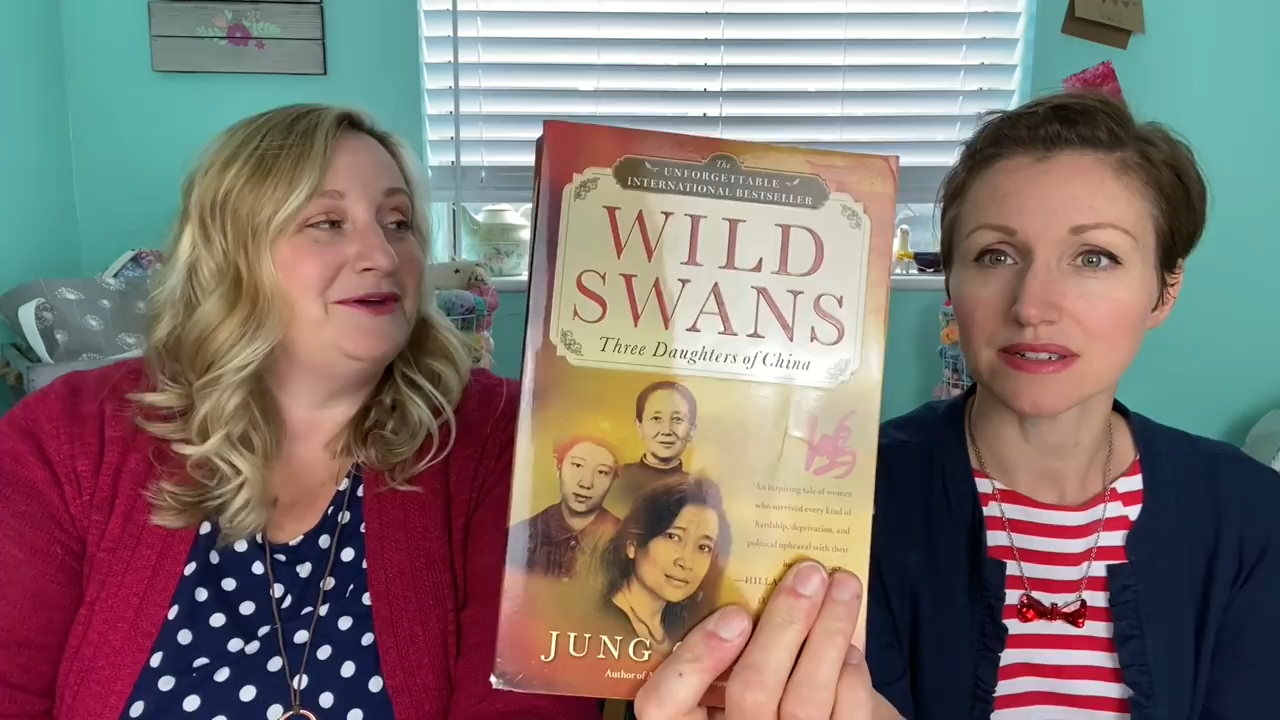 The
UNFORGETTABLE
INTERNATIONAL BESTSELLER
WILD
SWANS
Three Daughters of China
鴻
"An inspiring tale of women
who survived every kind of
hardship, deprivation, and
political upheaval with their
JUNG
Author of